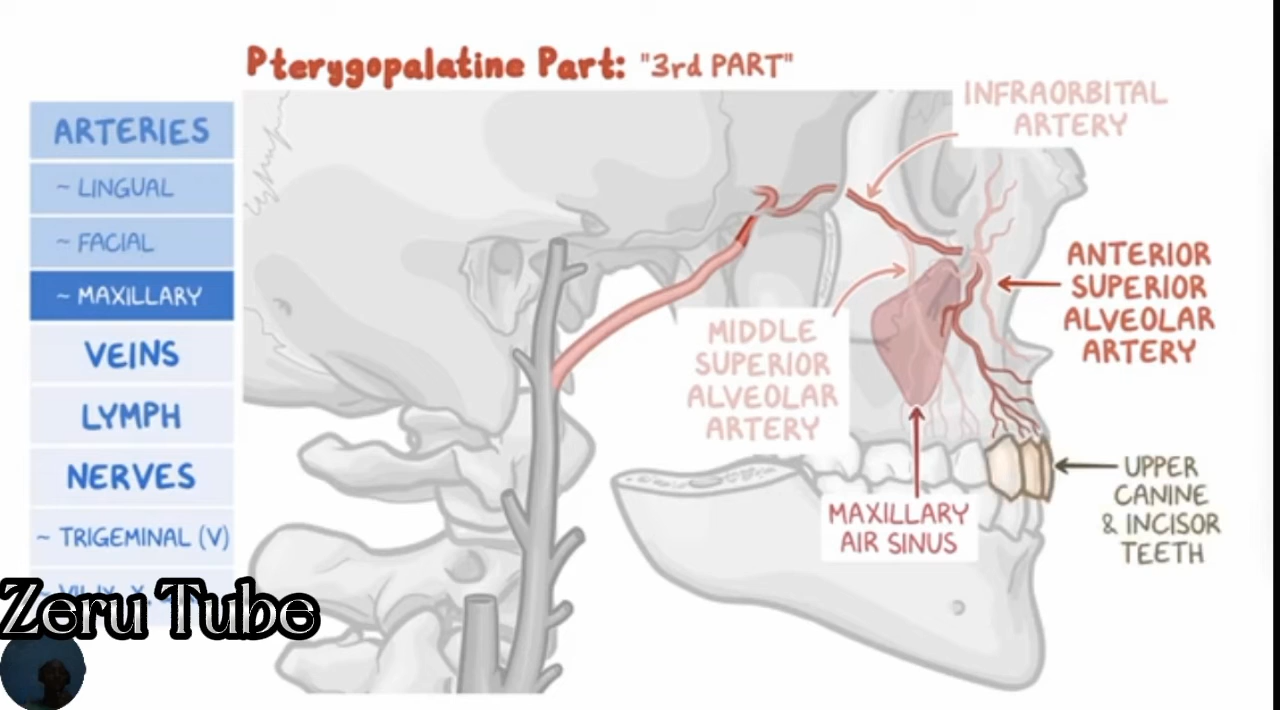 Pterygopalatine Part: "3rd PART"
ARTERIES
~ LINGUAL
~ FACIAL
~ MAXILLARY
VEINS
LYMPH
NERVES
~ TRIGEMINAL (V)
Zeru Tube
INFRAORBITAL
ARTERY
ANTERIOR
SUPERIOR
ALVEOLAR
ARTERY
MIDDLE
SUPERIOR
ALVEOLAR
ARTERY
MAXILLARY
AIR SINUS
UPPER
CANINE
& INCISOR
TEETH